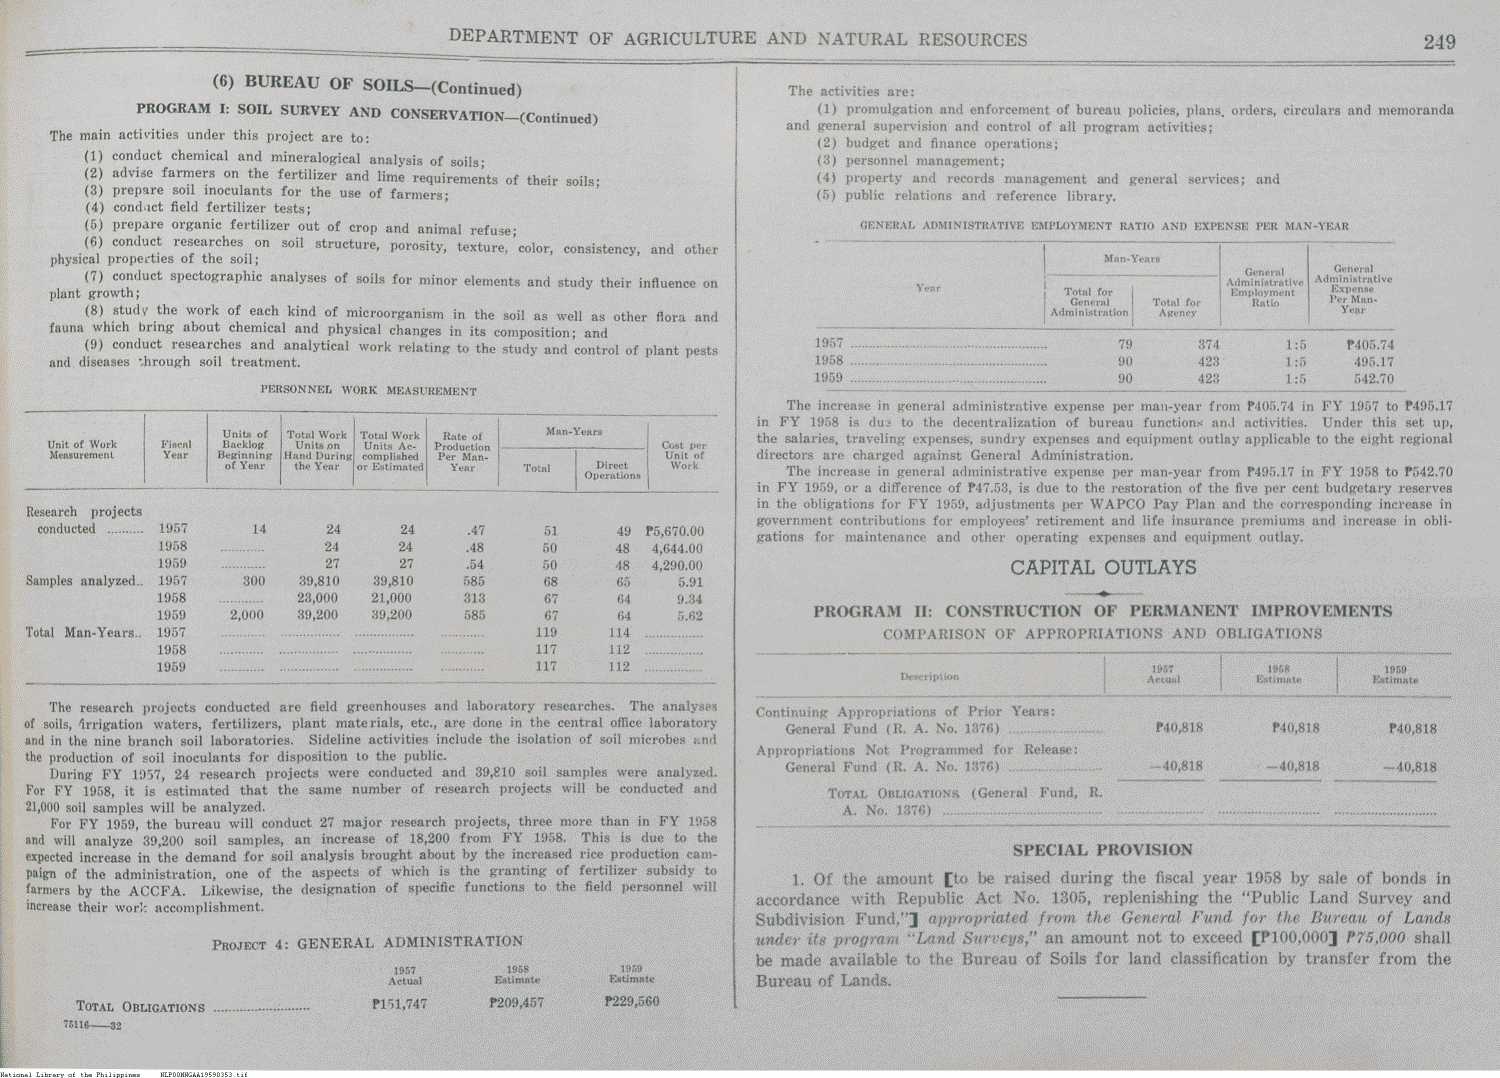 DEPARTMENT OF AGRICULTURE AND NATURAL RESOURCES 249
(6) BUREAU OF SOILS—(Continued)
PROGRAM I: SOIL SURVEY AND CONSERVATION—(Continued)
The main activities under this project are to:
(1) conduct chemical and mineralogical analysis of soils;
(2) advise farmers on the fertilizer and lime requirements of their soils;
(3) prepare soil inoculants for the use of farmers;
(4) conduct field fertilizer tests;
(5) prepare organic fertilizer out of crop and animal refuse;
(6) conduct researches on soil structure, porosity, texture, color, consistency, and other
physical properties of the soil;
(7) conduct spectographic analyses of soils for minor elements and study their influence on
plant growth;
(8) study the work of each kind of microorganism in the soil as well as other flora and
fauna which bring about chemical and physical changes in its composition; and
(9) conduct researches and analytical work relating to the study and control of plant pests
and diseases through soil treatment.
PERSONNEL WORK MEASUREMENT
Unit of Work Measurement | Fiscal Year | Units of Backlog Beginning of Year | Total Work Units on Hand During the Year | Total Work Units Accomplished or Estimated | Rate of Production Per Man-Year | Man-Years Total | Direct Operations | Cost per Unit of Work
Research projects
conducted .......... 1957 14 24 24 .47 51 49 ₱5,670.00
1958 ........... 24 24 .48 50 48 4,644.00
1959 ........... 27 27 .54 50 48 4,290.00
Samples analyzed.. 1957 300 39,810 39,810 585 68 65 5.91
1958 ........... 23,000 21,000 313 67 64 9.34
1959 2,000 39,200 39,200 585 67 64 5.62
Total Man-Years.. 1957 ........... ............... ............... ........... 119 114 ...............
1958 ........... ............... ............... ........... 117 112 ...............
1959 ........... ............... ............... ........... 117 112 ...............
The research projects conducted are field greenhouses and laboratory researches. The analyses
of soils, irrigation waters, fertilizers, plant materials, etc., are done in the central office laboratory
and in the nine branch soil laboratories. Sideline activities include the isolation of soil microbes and
the production of soil inoculants for disposition to the public.
During FY 1957, 24 research projects were conducted and 39,810 soil samples were analyzed.
For FY 1958, it is estimated that the same number of research projects will be conducted and
21,000 soil samples will be analyzed.
For FY 1959, the bureau will conduct 27 major research projects, three more than in FY 1958
and will analyze 39,200 soil samples, an increase of 18,200 from FY 1958. This is due to the
expected increase in the demand for soil analysis brought about by the increased rice production cam-
paign of the administration, one of the aspects of which is the granting of fertilizer subsidy to
farmers by the ACCFA. Likewise, the designation of specific functions to the field personnel will
increase their work accomplishment.
PROJECT 4: GENERAL ADMINISTRATION
1957 Actual 1958 Estimate 1959 Estimate
TOTAL OBLIGATIONS .......................... ₱151,747 ₱209,457 ₱229,560
75116——32
The activities are:
(1) promulgation and enforcement of bureau policies, plans, orders, circulars and memoranda
and general supervision and control of all program activities;
(2) budget and finance operations;
(3) personnel management;
(4) property and records management and general services; and
(5) public relations and reference library.
GENERAL ADMINISTRATIVE EMPLOYMENT RATIO AND EXPENSE PER MAN-YEAR
Year | Man-Years Total for General Administration | Total for Agency | General Administrative Employment Ratio | General Administrative Expense Per Man-Year
1957 .................................................. 79 374 1:5 ₱405.74
1958 .................................................. 90 423 1:5 495.17
1959 .................................................. 90 423 1:5 542.70
The increase in general administrative expense per man-year from ₱405.74 in FY 1957 to ₱495.17
in FY 1958 is due to the decentralization of bureau functions and activities. Under this set up,
the salaries, traveling expenses, sundry expenses and equipment outlay applicable to the eight regional
directors are charged against General Administration.
The increase in general administrative expense per man-year from ₱495.17 in FY 1958 to ₱542.70
in FY 1959, or a difference of ₱47.53, is due to the restoration of the five per cent budgetary reserves
in the obligations for FY 1959, adjustments per WAPCO Pay Plan and the corresponding increase in
government contributions for employees' retirement and life insurance premiums and increase in obli-
gations for maintenance and other operating expenses and equipment outlay.
CAPITAL OUTLAYS
PROGRAM II: CONSTRUCTION OF PERMANENT IMPROVEMENTS
COMPARISON OF APPROPRIATIONS AND OBLIGATIONS
Description | 1957 Actual | 1958 Estimate | 1959 Estimate
Continuing Appropriations of Prior Years:
General Fund (R. A. No. 1376) ........................ ₱40,818 ₱40,818 ₱40,818
Appropriations Not Programmed for Release:
General Fund (R. A. No. 1376) ........................ —40,818 —40,818 —40,818
TOTAL OBLIGATIONS (General Fund, R.
A. No. 1376) ........................................ .......................... .......................... ..........................
SPECIAL PROVISION
1. Of the amount [to be raised during the fiscal year 1958 by sale of bonds in
accordance with Republic Act No. 1305, replenishing the "Public Land Survey and
Subdivision Fund,"] appropriated from the General Fund for the Bureau of Lands
under its program "Land Surveys," an amount not to exceed [₱100,000] ₱75,000 shall
be made available to the Bureau of Soils for land classification by transfer from the
Bureau of Lands.
National Library of the Philippines NLPOOMNGAA19590353.tif